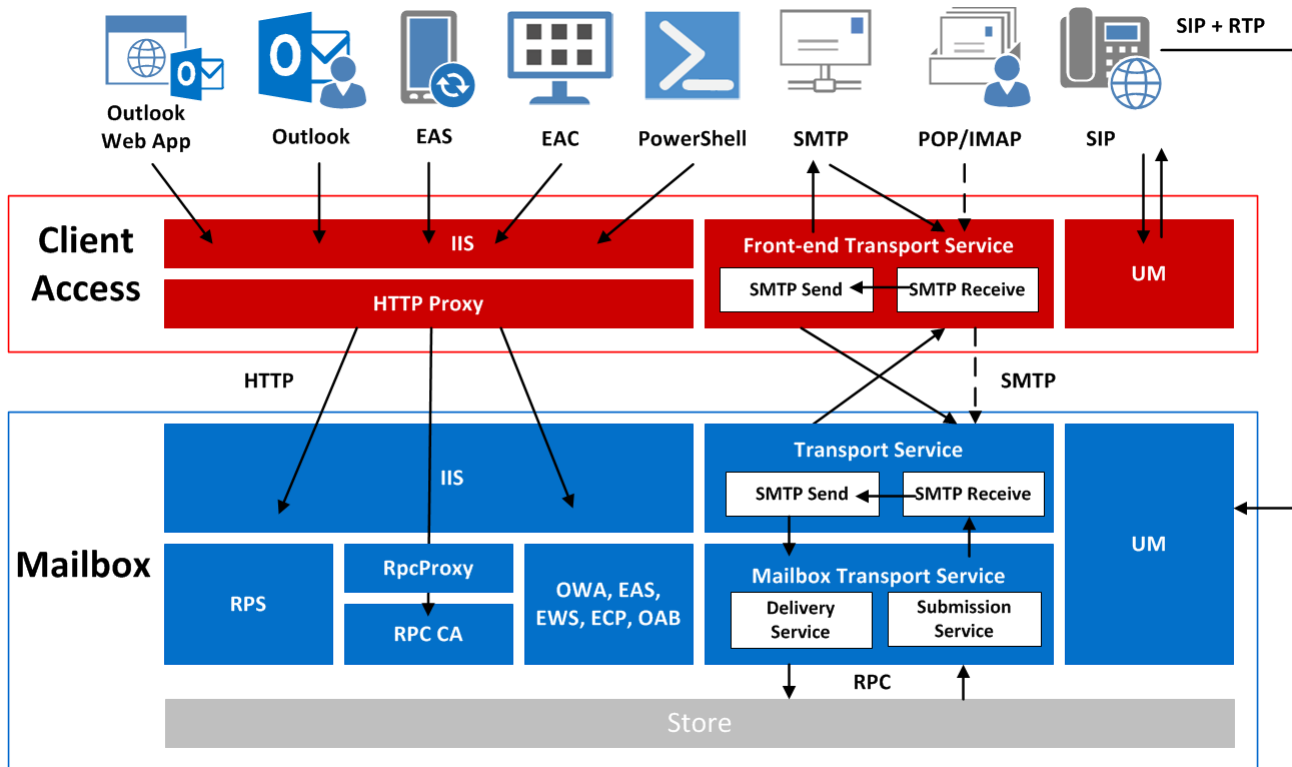 SIP + RTP
Outlook
Web App
Outlook
EAS
EAC
PowerShell
SMTP
POP/IMAP
SIP
Client
Access
IIS
HTTP Proxy
Front-end Transport Service
SMTP Send
SMTP Receive
UM
HTTP
SMTP
Mailbox
IIS
RPS
RpcProxy
RPC CA
OWA, EAS,
EWS, ECP, OAB
Transport Service
SMTP Send
SMTP Receive
Mailbox Transport Service
Delivery
Service
Submission
Service
UM
RPC
Store